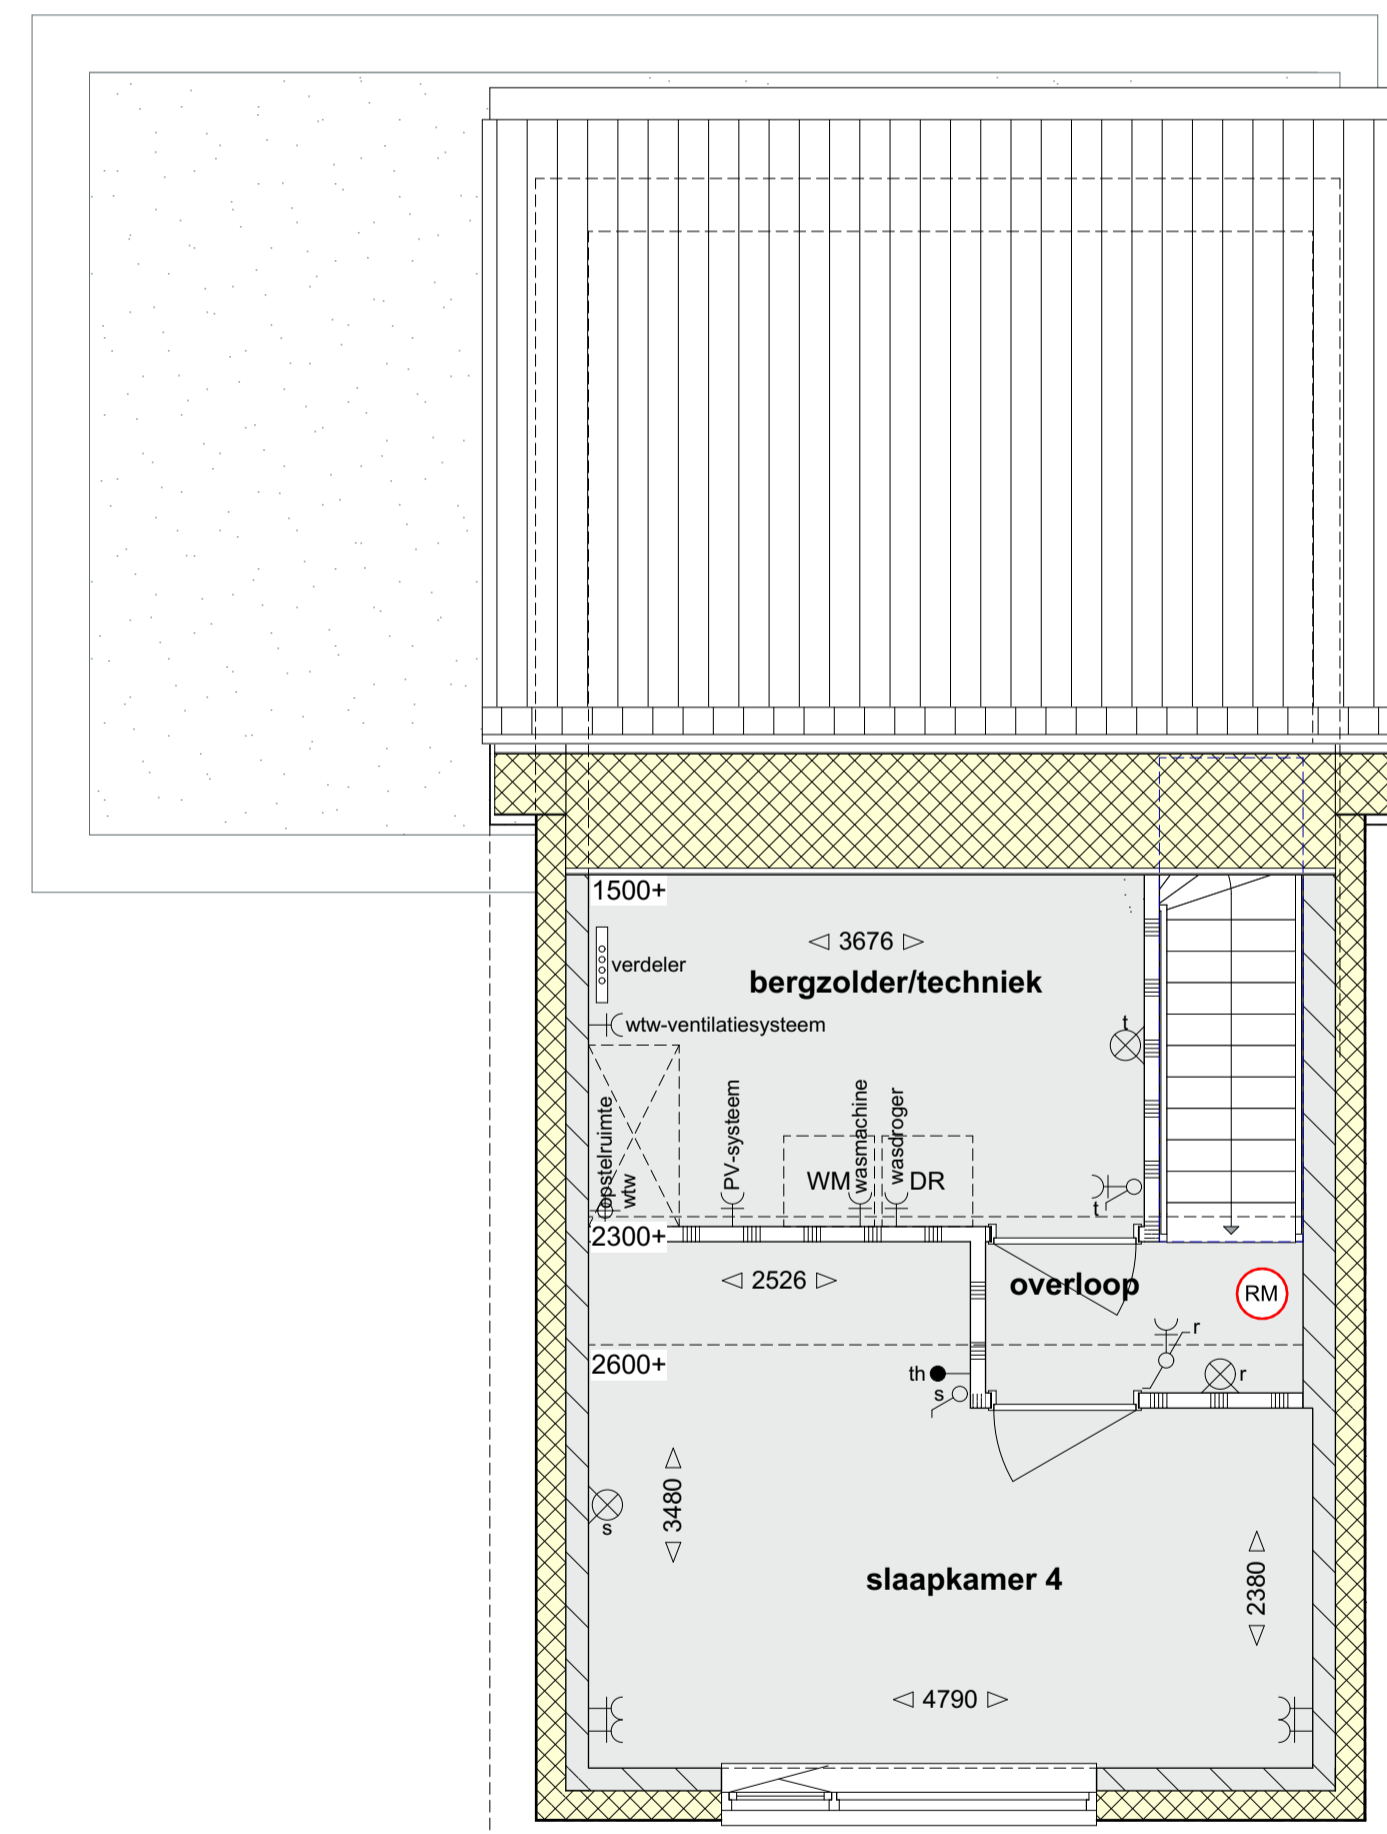 1500+
3676
verdeler
bergzolder/techniek
wtw-ventilatiesysteem
t
opstelruimte
wtw
PV-systeem
wasmachine
wasdroger
WM
DR
t
2300+
2526
overloop
RM
r
2600+
th
s
r
3480
s
slaapkamer 4
2380
4790